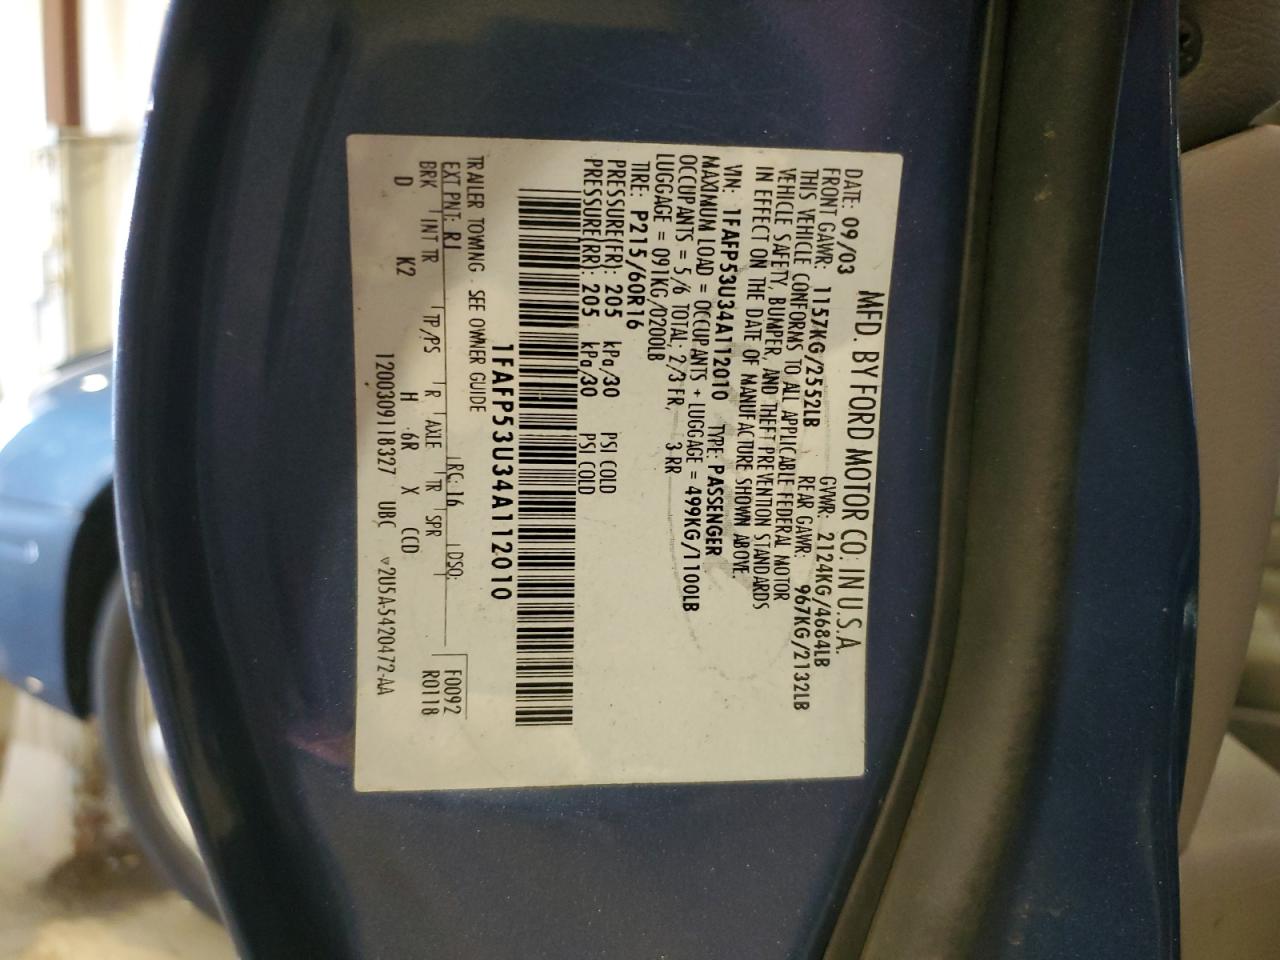 MFD. BY FORD MOTOR CO. IN U.S.A.
DATE: 09/03 GVWR: 2124KG/4684LB
FRONT GAWR: 1157KG/2552LB REAR GAWR: 967KG/2132LB
THIS VEHICLE CONFORMS TO ALL APPLICABLE FEDERAL MOTOR
VEHICLE SAFETY, BUMPER, AND THEFT PREVENTION STANDARDS
IN EFFECT ON THE DATE OF MANUFACTURE SHOWN ABOVE.
VIN: 1FAFP53U34A112010 TYPE: PASSENGER
MAXIMUM LOAD = OCCUPANTS + LUGGAGE = 499KG/1100LB
OCCUPANTS = 5/6 TOTAL, 2/3 FR, 3 RR
LUGGAGE = 091KG/0200LB
TIRE: P215/60R16
PRESSURE(FR): 205 kPa/30 PSI COLD
PRESSURE(RR): 205 kPa/30 PSI COLD
1FAFP53U34A112010
TRAILER TOWING - SEE OWNER GUIDE
EXT PNT: R1 RC: 16 DSO: F0092
BRK INT TR TP/PS R AXLE TR SPR R0118
D K2 H 6R X CCD
1200309118327 UBC ▽2U5A-5420472-AA